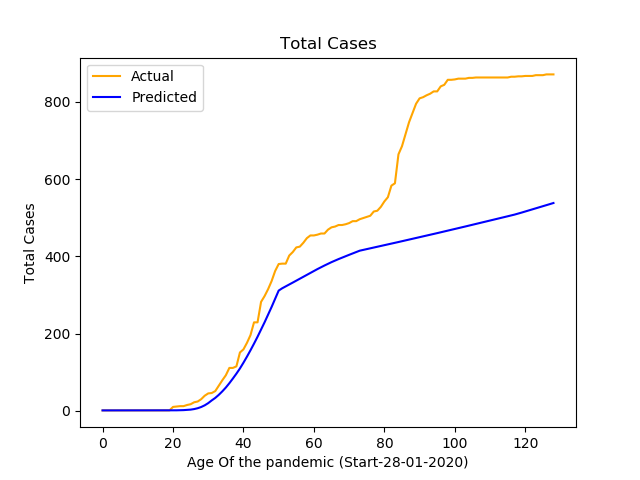 Total Cases
Actual
Predicted
800
600
400
200
0
Total Cases
0 20 40 60 80 100 120
Age Of the pandemic (Start-28-01-2020)